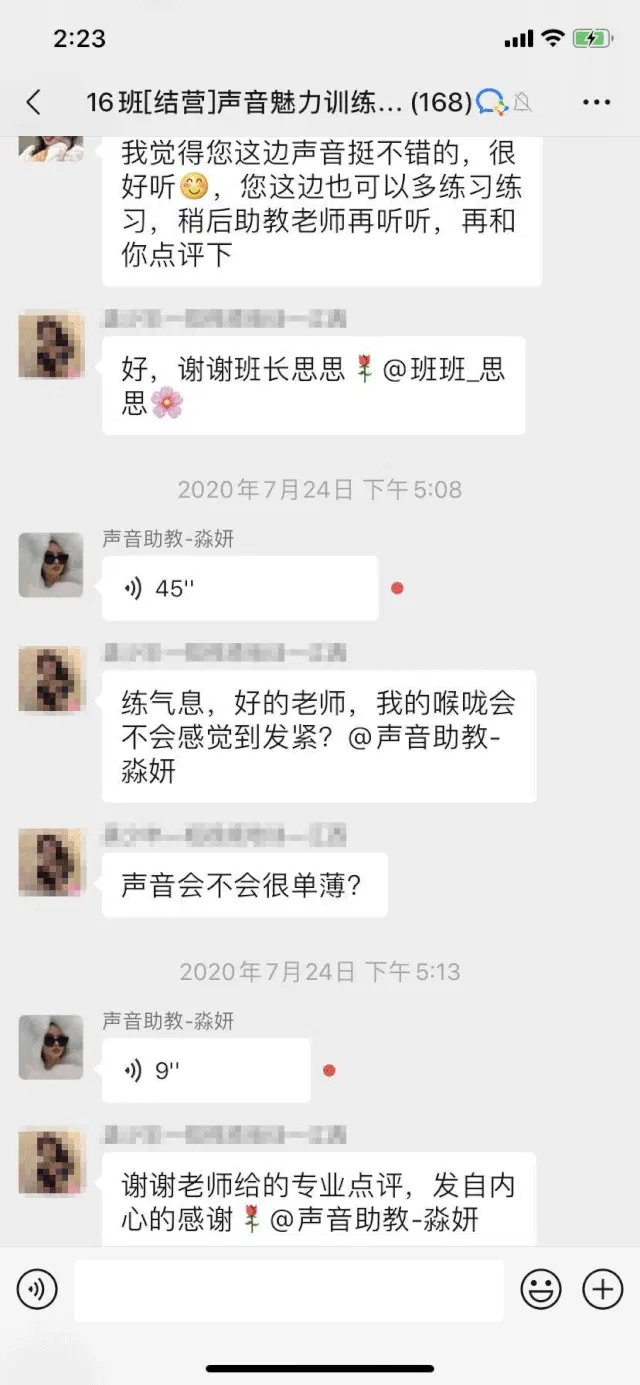 2:23
16班[结营]声音魅力训练... (168)
我觉得您这边声音挺不错的，很
好听😊，您这边也可以多练习练
习，稍后助教老师再听听，再和
你点评下
好，谢谢班长思思🌹@班班_思
思🌸
2020年7月24日 下午5:08
声音助教-淼妍
45''
练气息，好的老师，我的喉咙会
不会感觉到发紧？@声音助教-
淼妍
声音会不会很单薄？
2020年7月24日 下午5:13
声音助教-淼妍
9''
谢谢老师给的专业点评，发自内
心的感谢🌹@声音助教-淼妍